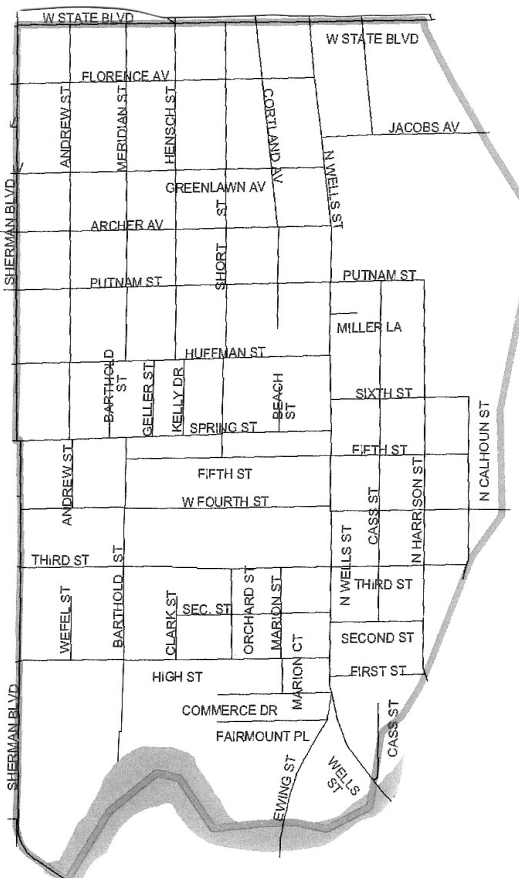 W STATE BLVD
W STATE BLVD
FLORENCE AV
ANDREW ST
MERIDIAN ST
HENSCH ST
CORTLAND AV
JACOBS AV
N WELLS ST
SHERMAN BLVD
GREENLAWN AV
ARCHER AV
SHORT ST
PUTNAM ST
PUTNAM ST
MILLER LA
HUFFMAN ST
BARTHOLD ST
GELLER ST
KELLY DR
BEACH ST
SIXTH ST
SPRING ST
N CALHOUN ST
FIFTH ST
FIFTH ST
ANDREW ST
W FOURTH ST
CASS ST
N HARRISON ST
THIRD ST
BARTHOLD ST
N WELLS ST
THIRD ST
WEFEL ST
CLARK ST
SEC. ST
ORCHARD ST
MARION ST
SECOND ST
HIGH ST
MARION CT
FIRST ST
COMMERCE DR
SHERMAN BLVD
FAIRMOUNT PL
CASS ST
EWING ST
WELLS ST